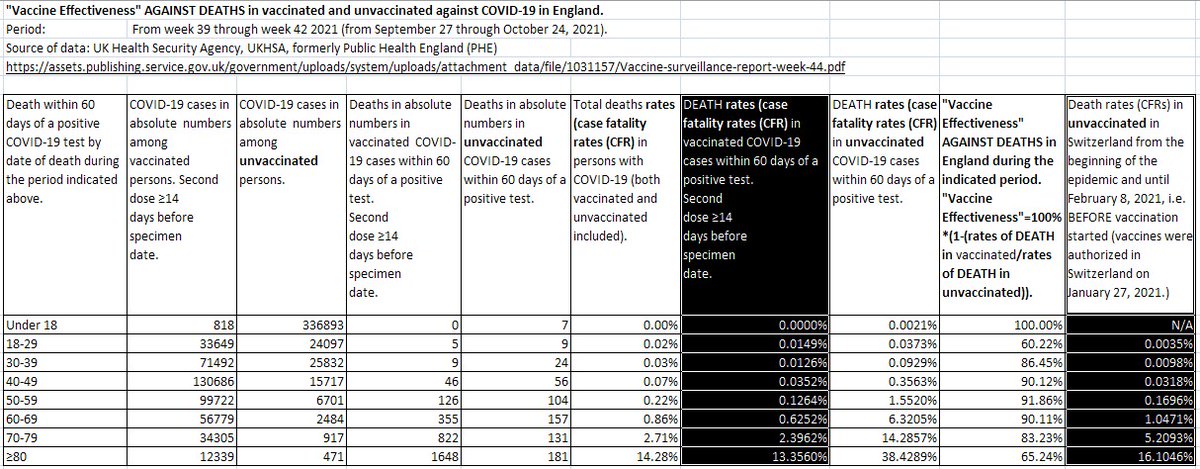 "Vaccine Effectiveness" AGAINST DEATHS in vaccinated and unvaccinated against COVID-19 in England.
Period: From week 39 through week 42 2021 (from September 27 through October 24, 2021).
Source of data: UK Health Security Agency, UKHSA, formerly Public Health England (PHE)
https://assets.publishing.service.gov.uk/government/uploads/system/uploads/attachment_data/file/1031157/Vaccine-surveillance-report-week-44.pdf
Death within 60
days of a positive
COVID-19 test by
date of death during
the period indicated
above.
COVID-19 cases in
absolute numbers
among
vaccinated
persons. Second
dose ≥14
days before
specimen
date.
COVID-19 cases in
absolute numbers
among
unvaccinated
persons.
Deaths in absolute
numbers in
vaccinated COVID-
19 cases within 60
days of a positive
test.
Second
dose ≥14
days before
specimen
date.
Deaths in absolute
numbers in
unvaccinated
COVID-19 cases
within 60 days of a
positive test.
Total deaths rates
(case fatality
rates (CFR) in
persons with
COVID-19 (both
vaccinated and
unvaccinated
included).
DEATH rates (case
fatality rates (CFR) in
vaccinated COVID-19
cases within 60 days of a
positive test.
Second
dose ≥14
days before
specimen
date.
DEATH rates (case
fatality rates (CFR)
in unvaccinated
COVID-19 cases
within 60 days of a
positive test.
"Vaccine
Effectiveness"
AGAINST DEATHS in
England during the
indicated period.
"Vaccine
Effectiveness"=100%
*(1-(rates of DEATH
in vaccinated/rates
of DEATH in
unvaccinated)).
Death rates (CFRs) in
unvaccinated in
Switzerland from the
beginning of the
epidemic and until
February 8, 2021, i.e.
BEFORE vaccination
started (vaccines were
authorized in
Switzerland on
January 27, 2021.)
Under 18 818 336893 0 7 0.00% 0.0000% 0.0021% 100.00% N/A
18-29 33649 24097 5 9 0.02% 0.0149% 0.0373% 60.22% 0.0035%
30-39 71492 25832 9 24 0.03% 0.0126% 0.0929% 86.45% 0.0098%
40-49 130686 15717 46 56 0.07% 0.0352% 0.3563% 90.12% 0.0318%
50-59 99722 6701 126 104 0.22% 0.1264% 1.5520% 91.86% 0.1696%
60-69 56779 2484 355 157 0.86% 0.6252% 6.3205% 90.11% 1.0471%
70-79 34305 917 822 131 2.71% 2.3962% 14.2857% 83.23% 5.2093%
≥80 12339 471 1648 181 14.28% 13.3560% 38.4289% 65.24% 16.1046%